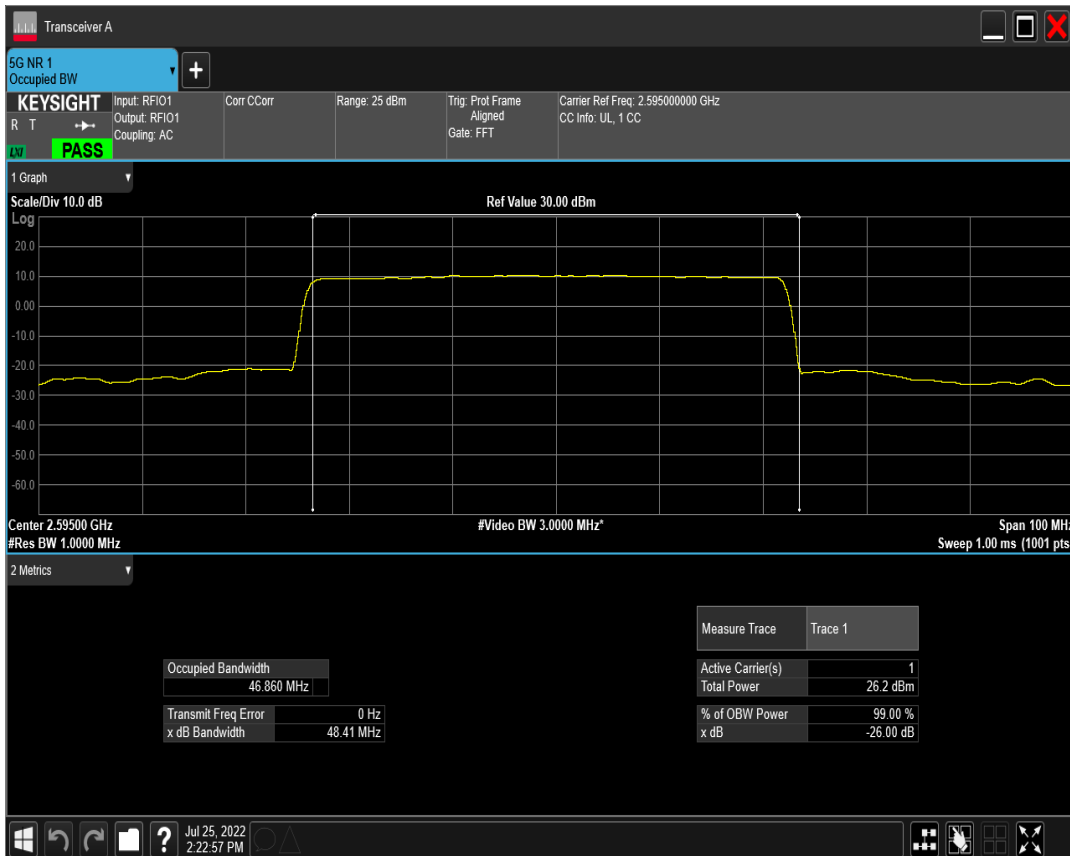 Transceiver A
5G NR 1
Occupied BW
+
KEYSIGHT
R T
LXI
PASS
Input: RFIO1
Output: RFIO1
Coupling: AC
Corr CCorr
Range: 25 dBm
Trig: Prot Frame
Aligned
Gate: FFT
Carrier Ref Freq: 2.595000000 GHz
CC Info: UL, 1 CC
1 Graph
Scale/Div 10.0 dB
Ref Value 30.00 dBm
Log
20.0
10.0
0.00
-10.0
-20.0
-30.0
-40.0
-50.0
-60.0
Center 2.59500 GHz
#Video BW 3.0000 MHz*
Span 100 MHz
#Res BW 1.0000 MHz
Sweep 1.00 ms (1001 pts
2 Metrics
Measure Trace Trace 1
Occupied Bandwidth
46.860 MHz
Active Carrier(s) 1
Total Power 26.2 dBm
Transmit Freq Error 0 Hz
x dB Bandwidth 48.41 MHz
% of OBW Power 99.00 %
x dB -26.00 dB
?
Jul 25, 2022
2:22:57 PM